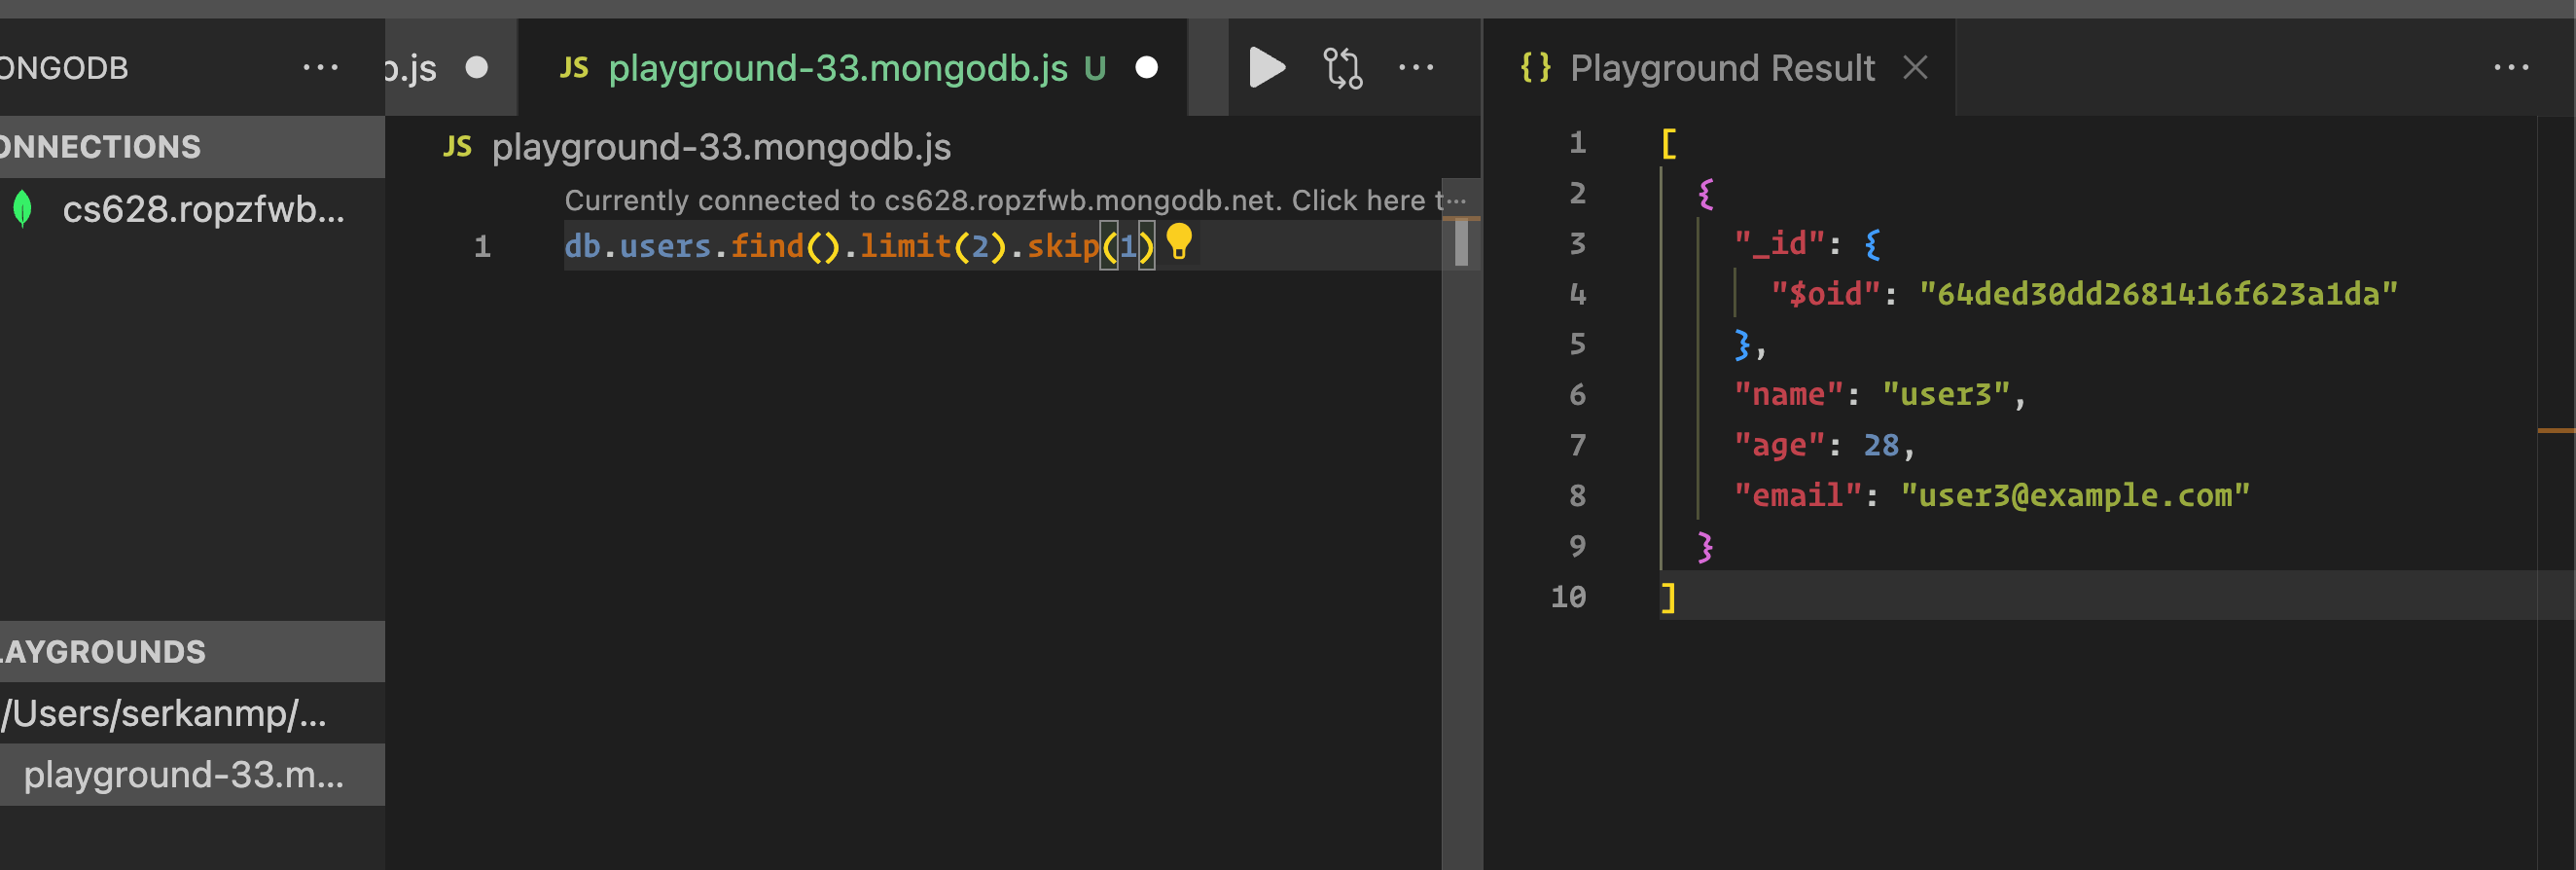 ONGODB
...
b.js
JS playground-33.mongodb.js U
{} Playground Result
...
ONNECTIONS
cs628.ropzfwb...
LAYGROUNDS
/Users/serkanmp/...
playground-33.m...
JS playground-33.mongodb.js
Currently connected to cs628.ropzfwb.mongodb.net. Click here t...
1 db.users.find().limit(2).skip(1)
1 [
2 {
3 "_id": {
4 "$oid": "64ded30dd2681416f623a1da"
5 },
6 "name": "user3",
7 "age": 28,
8 "email": "user3@example.com"
9 }
10 ]